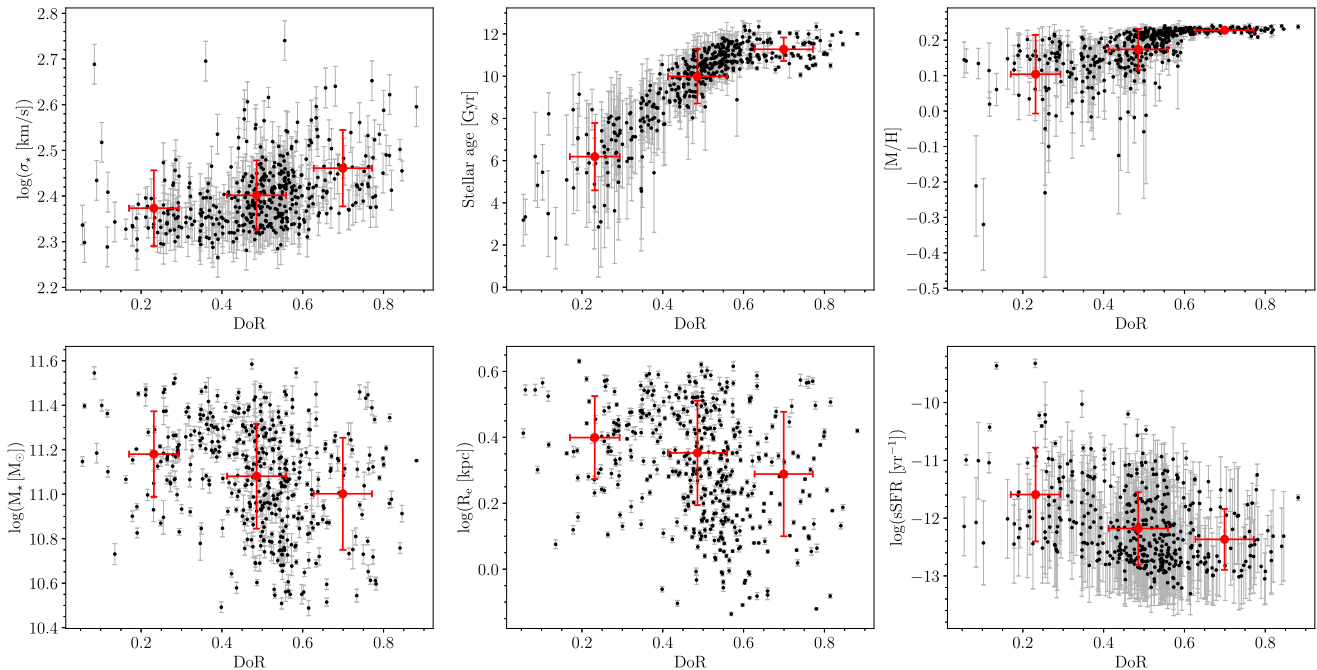 log(σ⋆ [km/s])
2.8
2.7
2.6
2.5
2.4
2.3
2.2
0.2 0.4 0.6 0.8
DoR
Stellar age [Gyr]
12
10
8
6
4
2
0
0.2 0.4 0.6 0.8
DoR
[M/H]
0.2
0.1
0.0
−0.1
−0.2
−0.3
−0.4
−0.5
0.2 0.4 0.6 0.8
DoR
log(M⋆ [M⊙])
11.6
11.4
11.2
11.0
10.8
10.6
10.4
0.2 0.4 0.6 0.8
DoR
log(Re [kpc])
0.6
0.4
0.2
0.0
0.2 0.4 0.6 0.8
DoR
log(sSFR [yr⁻¹])
−10
−11
−12
−13
0.2 0.4 0.6 0.8
DoR